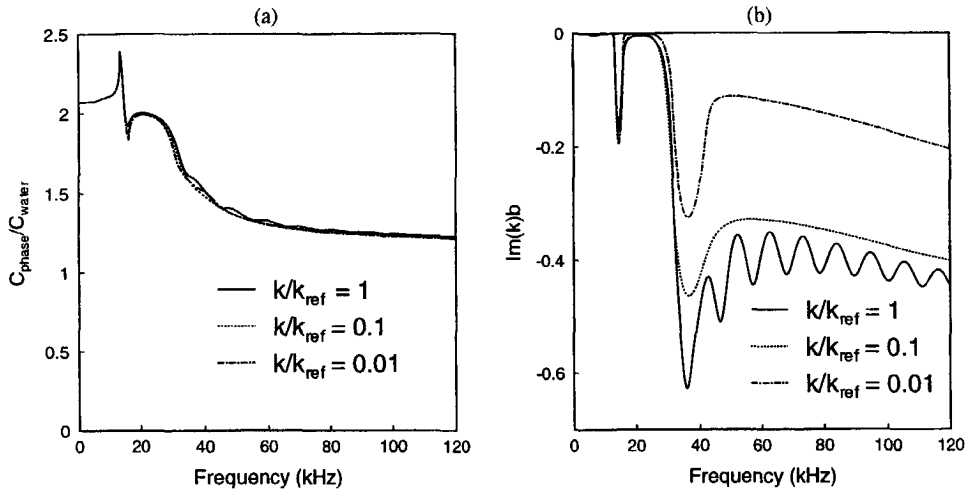 (a)
2.5
2
1.5
1
0.5
0
C_phase/C_water
k/k_ref = 1
k/k_ref = 0.1
k/k_ref = 0.01
0 20 40 60 80 100 120
Frequency (kHz)
(b)
0
-0.2
-0.4
-0.6
Im(k)b
k/k_ref = 1
k/k_ref = 0.1
k/k_ref = 0.01
0 20 40 60 80 100 120
Frequency (kHz)